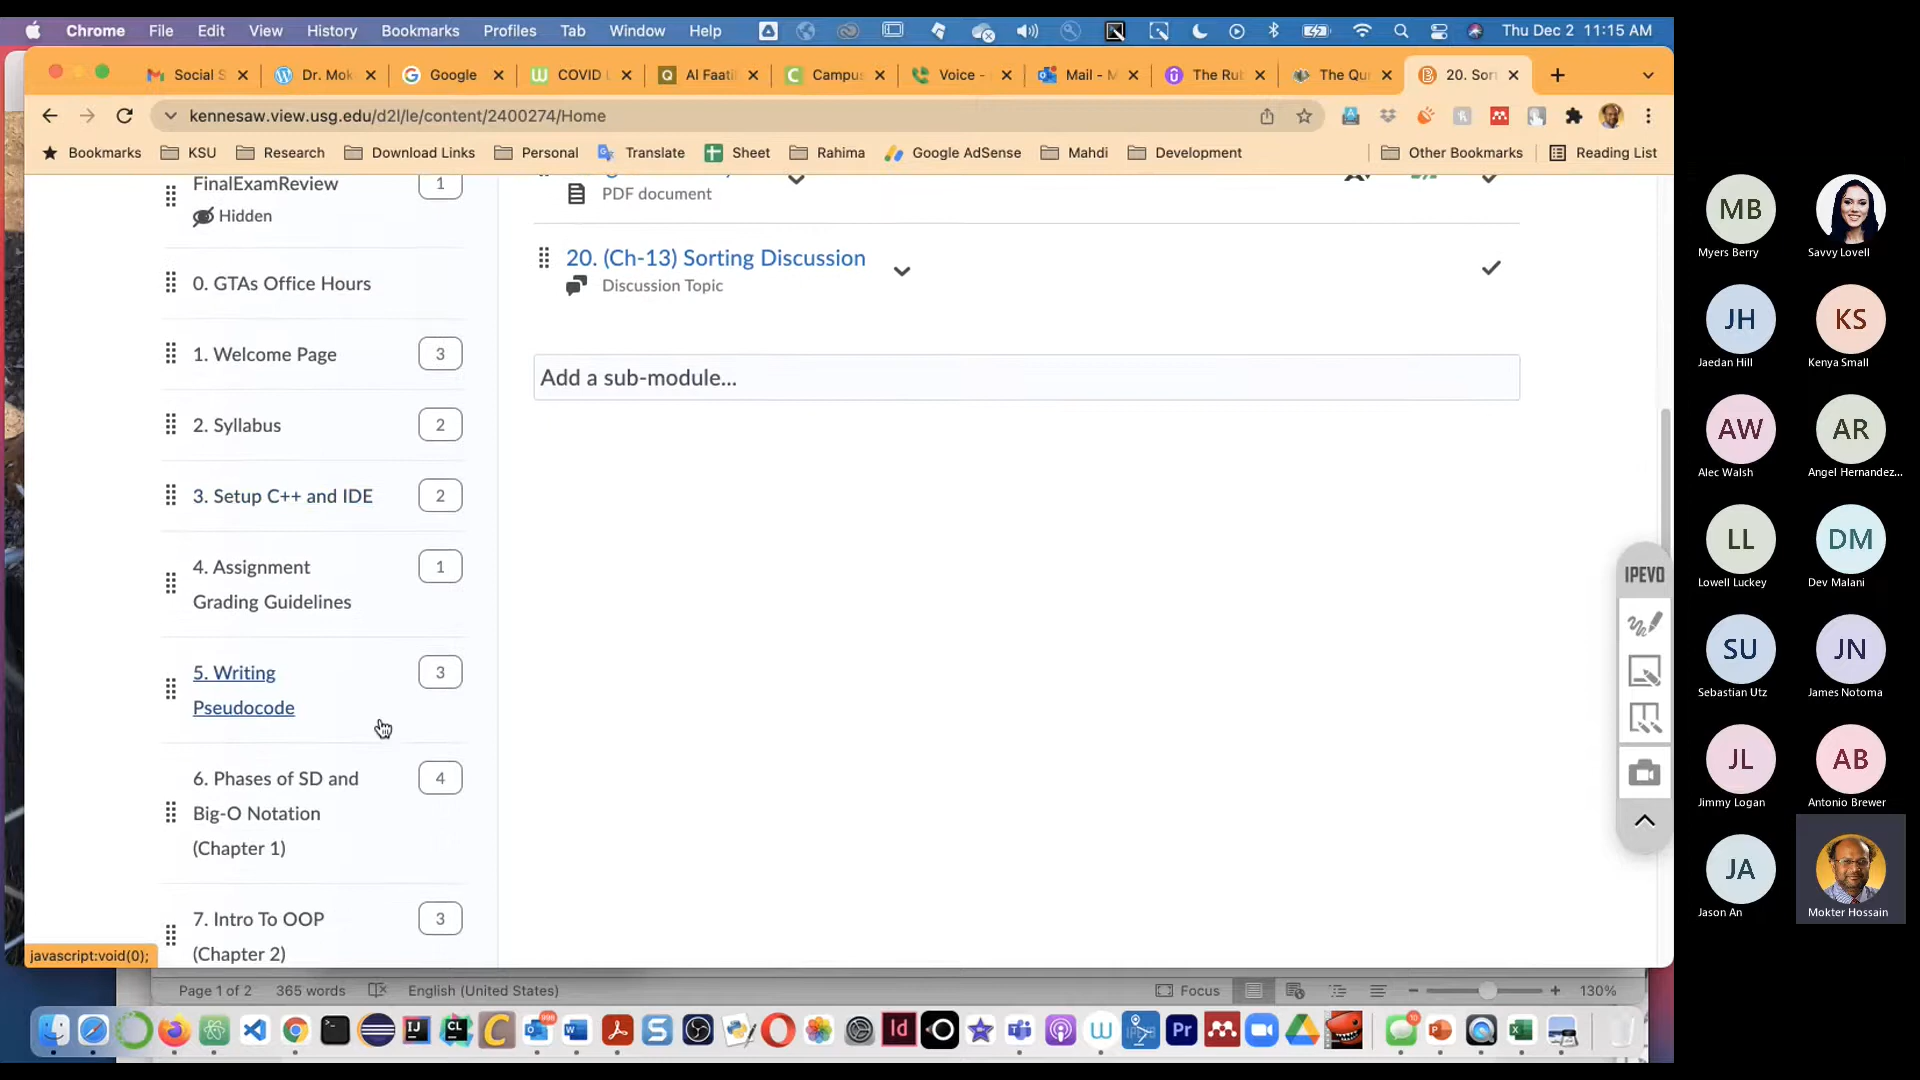 Chrome File Edit View History Bookmarks Profiles Tab Window Help Thu Dec 2 11:15 AM
Social S Dr. Mok Google COVID Al Faati Campus Voice - Mail - M The Ru The Qu 20. Sor
kennesaw.view.usg.edu/d2l/le/content/2400274/Home
Bookmarks KSU Research Download Links Personal Translate Sheet Rahima Google AdSense Mahdi Development Other Bookmarks Reading List
FinalExamReview 1
Hidden
PDF document
20. (Ch-13) Sorting Discussion
Discussion Topic
0. GTAs Office Hours
1. Welcome Page 3
Add a sub-module...
2. Syllabus 2
3. Setup C++ and IDE 2
4. Assignment 1
Grading Guidelines
5. Writing 3
Pseudocode
6. Phases of SD and 4
Big-O Notation
(Chapter 1)
7. Intro To OOP 3
(Chapter 2)
javascript:void(0);
IPEVO
Page 1 of 2 365 words English (United States) Focus 130%
MB
Myers Berry Savvy Lovell
JH KS
Jaedan Hill Kenya Small
AW AR
Alec Walsh Angel Hernandez...
LL DM
Lowell Luckey Dev Malani
SU JN
Sebastian Utz James Notoma
JL AB
Jimmy Logan Antonio Brewer
JA
Jason An Mokter Hossain